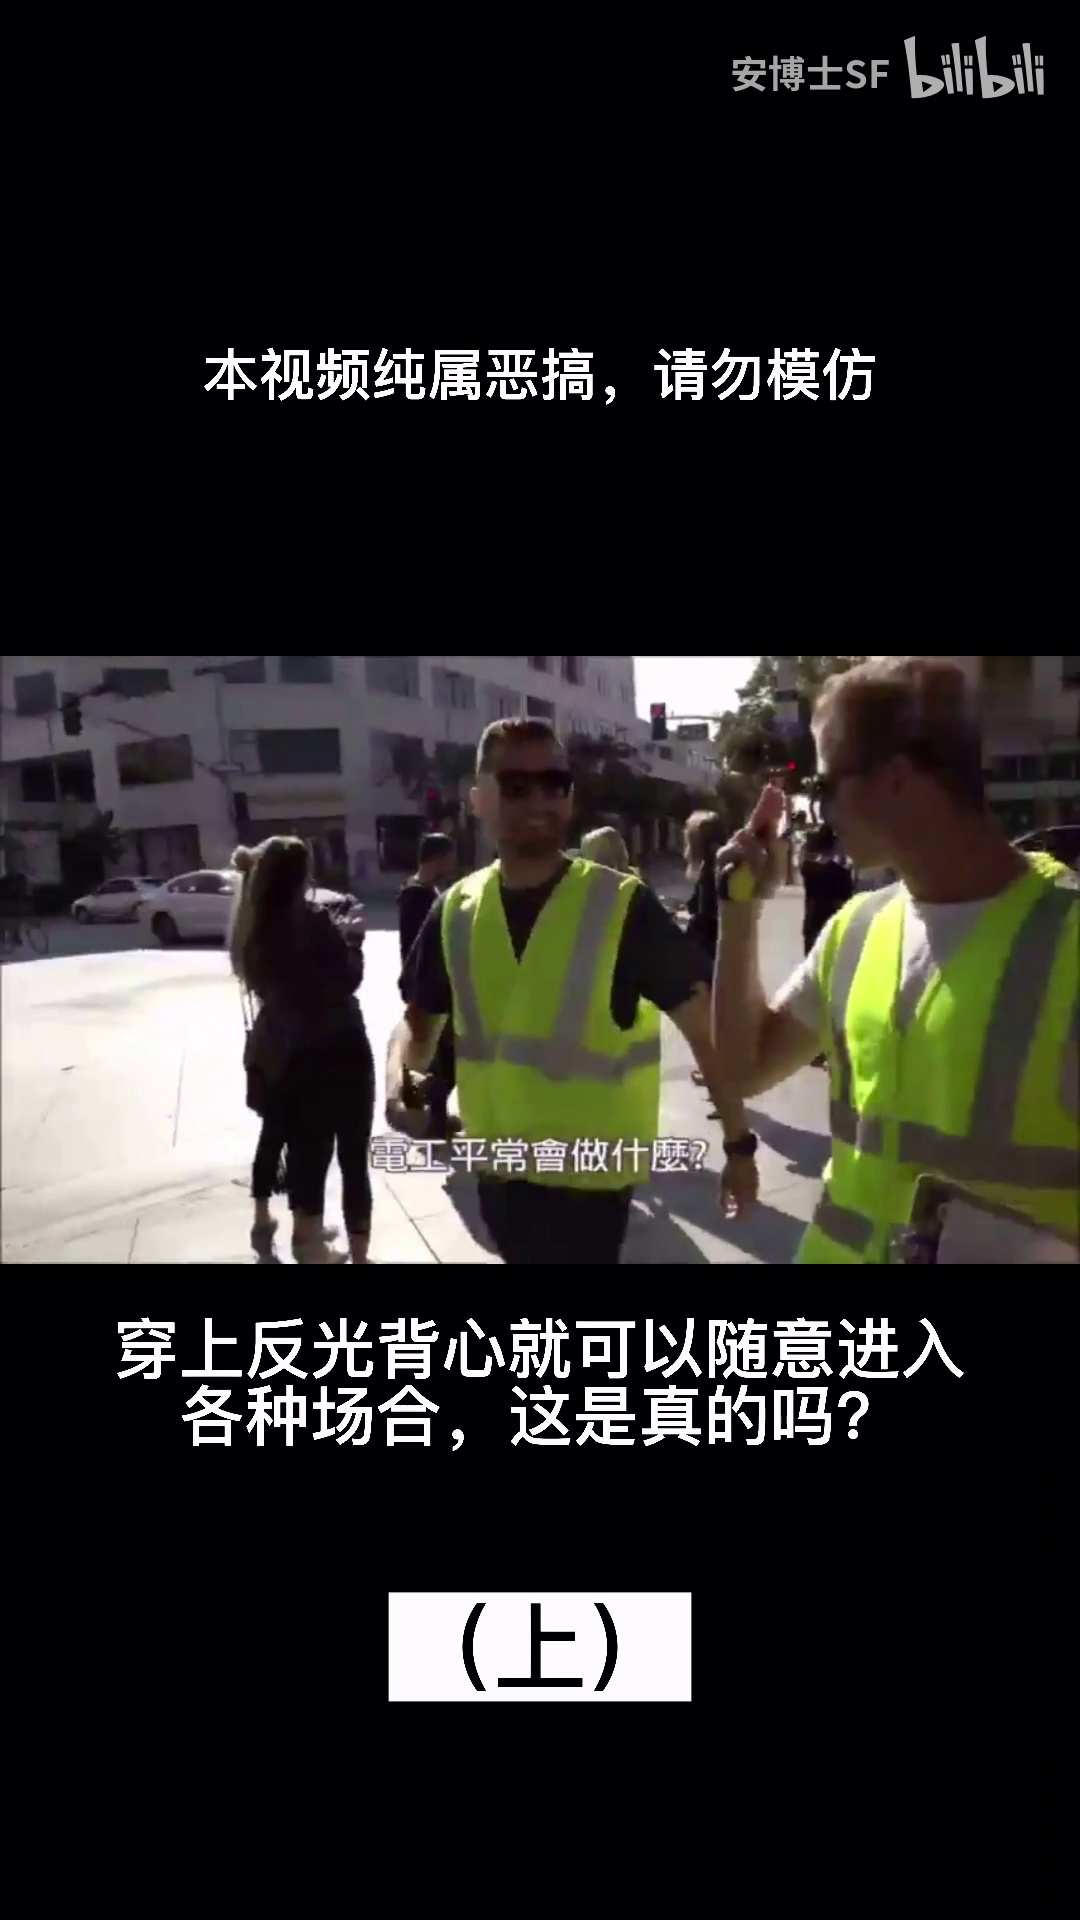 安博士SF bilibili
本视频纯属恶搞，请勿模仿
電工平常會做什麼?
穿上反光背心就可以随意进入
各种场合，这是真的吗？
（上）